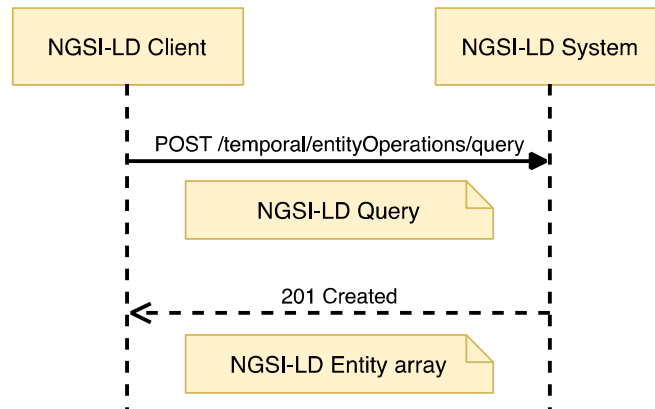 NGSI-LD Client
NGSI-LD System
POST /temporal/entityOperations/query
NGSI-LD Query
201 Created
NGSI-LD Entity array